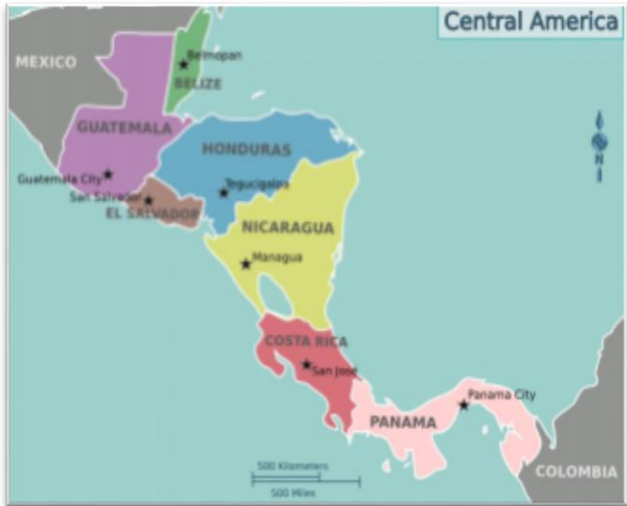 Central America
MEXICO
Belmopan
BELIZE
GUATEMALA
HONDURAS
N
Guatemala City
Tegucigalpa
San Salvador
EL SALVADOR
NICARAGUA
Managua
COSTA RICA
San José
Panama City
PANAMA
500 Kilometers
COLOMBIA
500 Miles